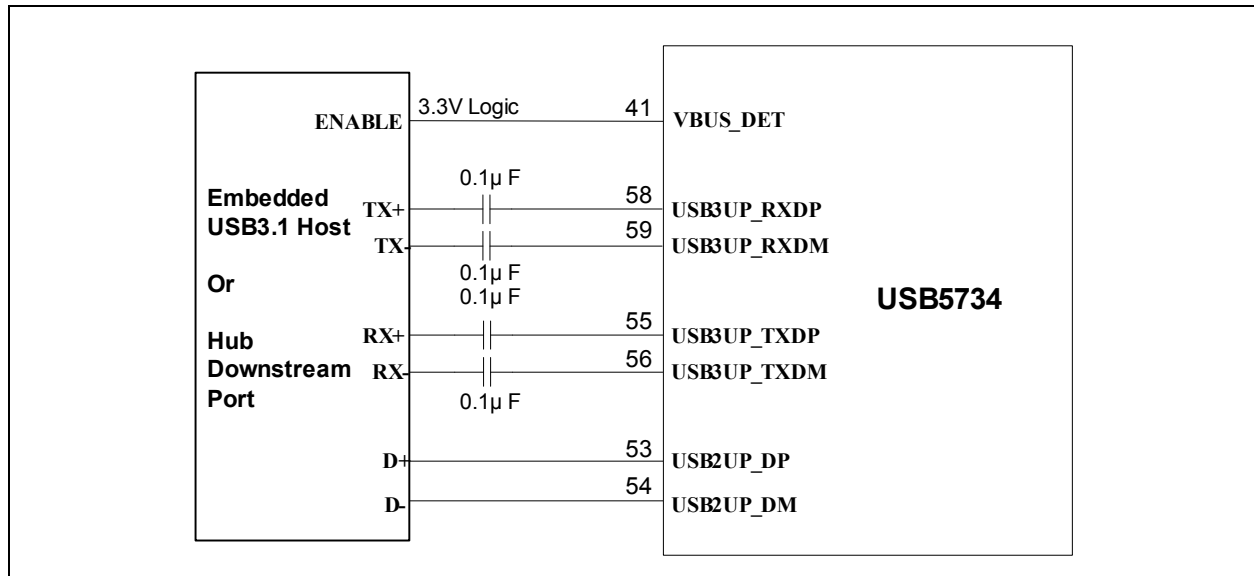 ENABLE 3.3V Logic 41 VBUS_DET
0.1µ F
Embedded
USB3.1 Host
TX+ 58 USB3UP_RXDP
TX- 59 USB3UP_RXDM
0.1µ F
0.1µ F
Or
USB5734
RX+ 55 USB3UP_TXDP
Hub
Downstream
Port
RX- 56 USB3UP_TXDM
0.1µ F
D+ 53 USB2UP_DP
D- 54 USB2UP_DM